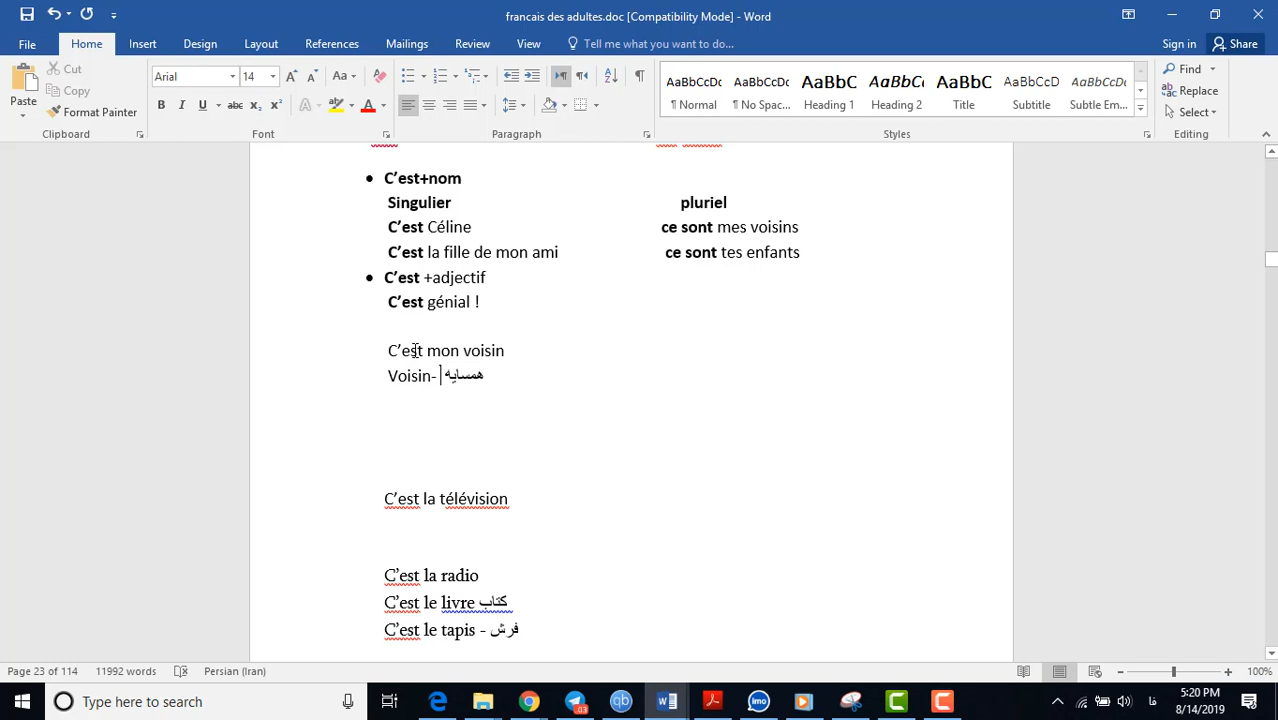 francais des adultes.doc [Compatibility Mode] - Word
File Home Insert Design Layout References Mailings Review View Tell me what you want to do... Sign in Share
Paste Cut Copy Format Painter Clipboard
Arial 14 Font
Paragraph
AaBbCcDc AaBbCcDc AaBbCc AaBbCc AaBbCc AaBbCcDc AaBbCcDc
¶ Normal ¶ No Spac... Heading 1 Heading 2 Title Subtitle Subtle Em...
Styles
Find Replace Select Editing
C'est+nom
Singulier pluriel
C'est Céline ce sont mes voisins
C'est la fille de mon ami ce sont tes enfants
C'est +adjectif
C'est génial !
C'est mon voisin
Voisin- همسایه
C'est la télévision
C'est la radio
C'est le livre کتاب
C'est le tapis - فرش
Page 23 of 114 11992 words Persian (Iran) 100%
Type here to search 03 imo فا 5:20 PM
8/14/2019